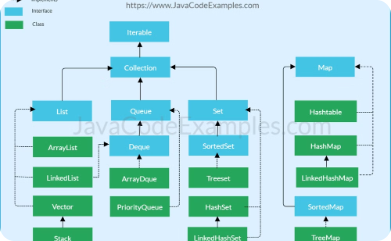 https://www.JavaCodeExamples.com
Interface
Class
Iterable
Collection
Map
List
Queue
Set
Hashtable
JavaCodeExamples.com
ArrayList
Deque
SortedSet
HashMap
LinkedList
ArrayDque
Treeset
LinkedHashMap
Vector
PriorityQueue
HashSet
SortedMap
Stack
LinkedHashSet
TreeMap